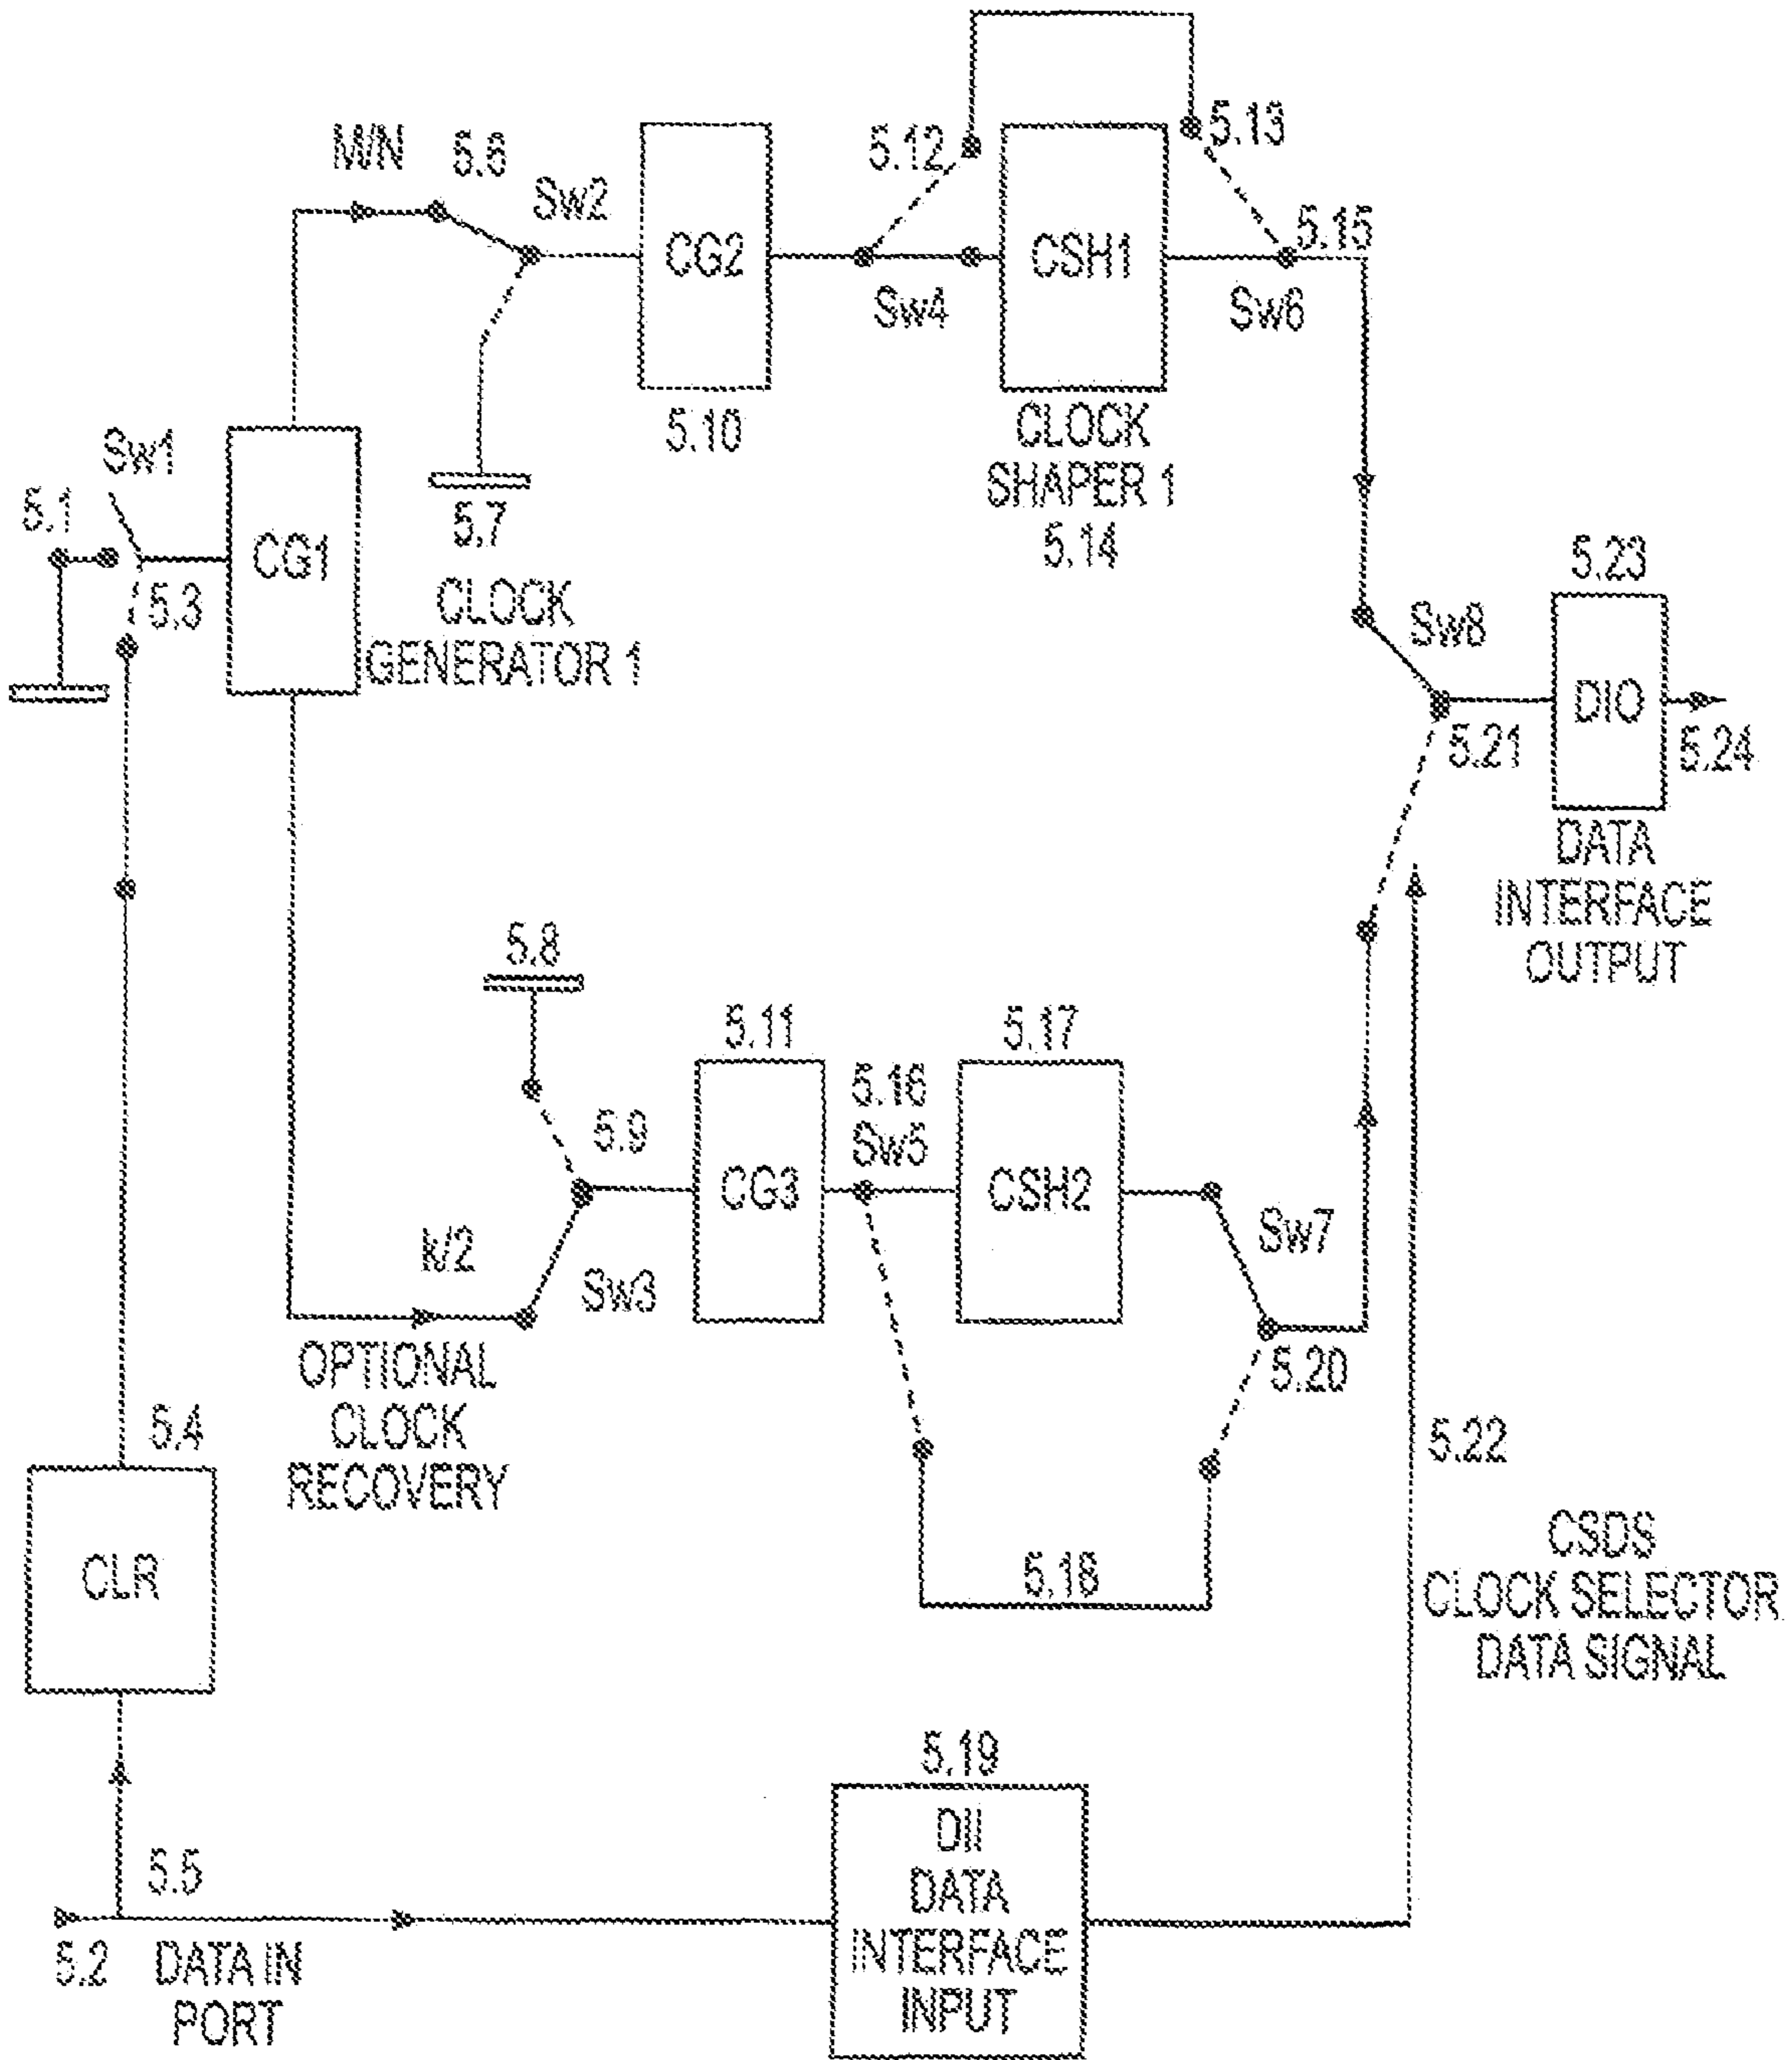 M/N
5.6
Sw2
CG2
5.10
5.12
Sw4
CSH1
5.13
5.15
Sw6
CLOCK
SHAPER 1
5.14
5.1
Sw1
5.3
CG1
5.7
CLOCK
GENERATOR 1
Sw8
5.23
DIO
5.21
5.24
DATA
INTERFACE
OUTPUT
5.8
5.9
5.11
CG3
5.16
Sw5
5.17
CSH2
Sw7
5.20
k/2
Sw3
OPTIONAL
CLOCK
RECOVERY
5.4
CLR
5.18
5.22
CSDS
CLOCK SELECTOR
DATA SIGNAL
5.19
DII
DATA
INTERFACE
INPUT
5.5
5.2 DATA IN
PORT